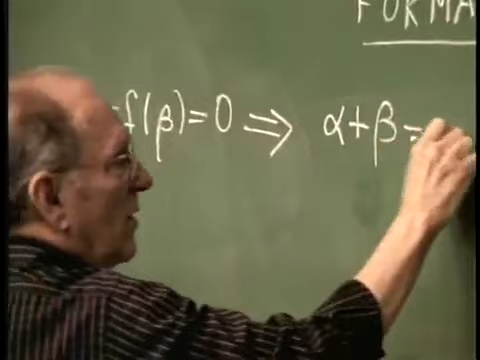 FORMA
=f(β)=0 ⇒ α+β=